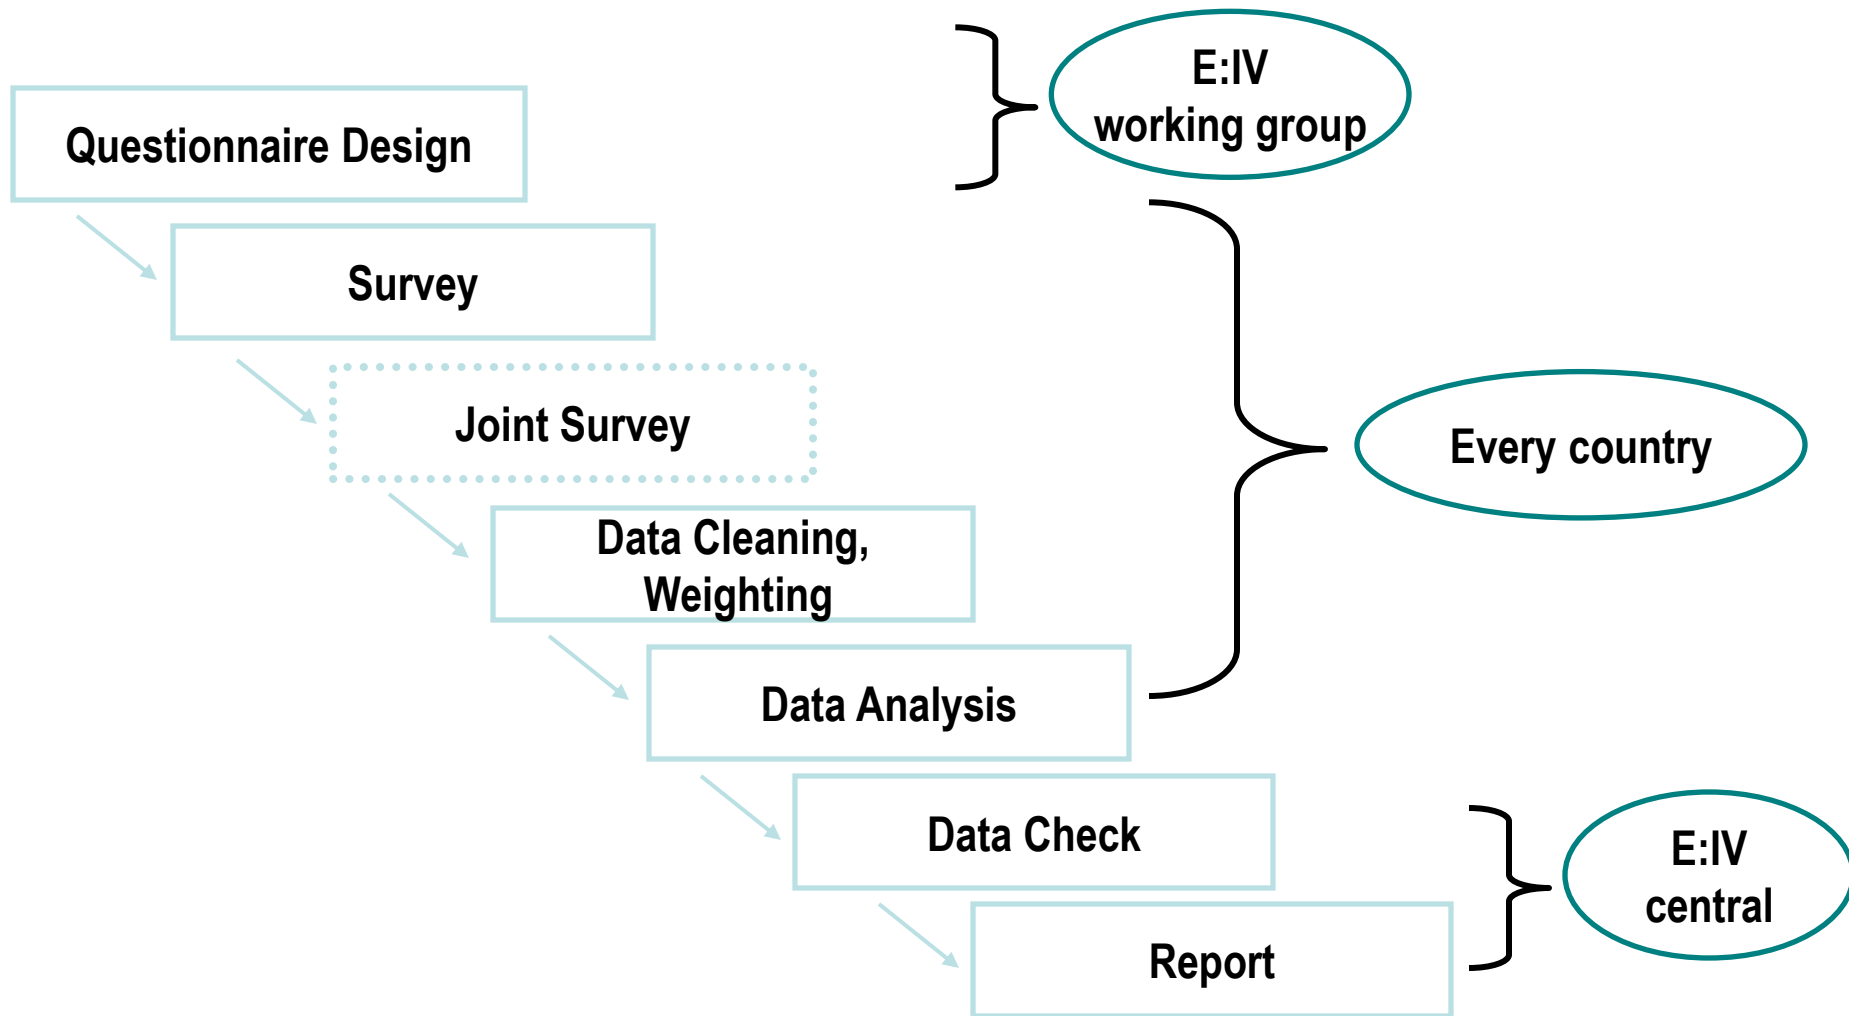 E:IV
working group
Questionnaire Design
Survey
Joint Survey
Every country
Data Cleaning,
Weighting
Data Analysis
Data Check
E:IV
central
Report